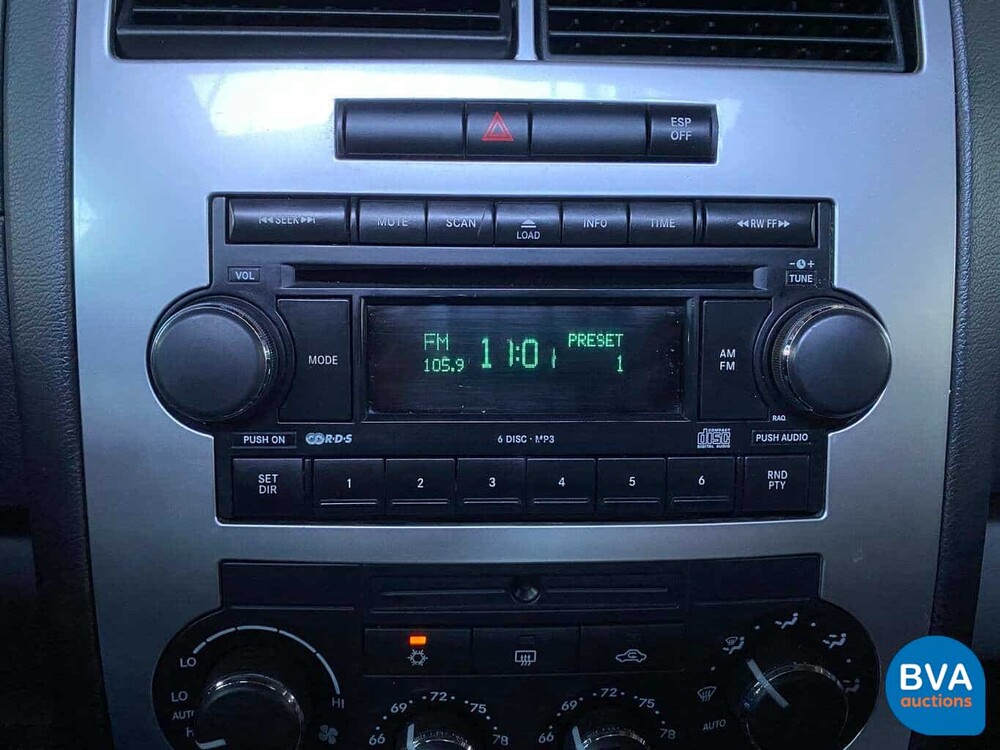 ESP
OFF
SEEK MUTE SCAN LOAD INFO TIME RW FF
VOL
- +
TUNE
MODE
FM 11:01 PRESET
105.9 1
AM
FM
RAQ
PUSH ON R·D·S 6 DISC · MP3 COMPACT
DISC
DIGITAL AUDIO
PUSH AUDIO
SET
DIR
1 2 3 4 5 6
RND
PTY
LO HI
LO
AUTO
66 69 72 75 78
66 69 72 75 78
AUTO
BVA
auctions